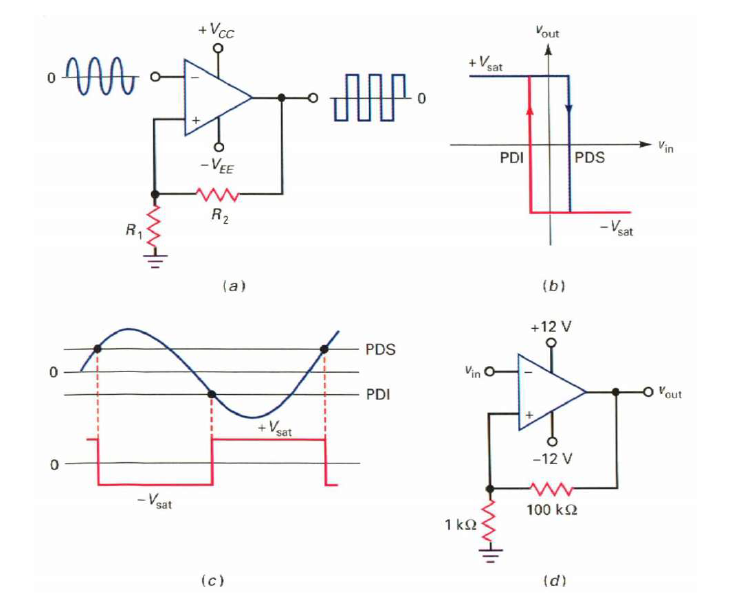 +V_CC
0
−
+
0
−V_EE
R_2
R_1
(a)
v_out
+V_sat
v_in
PDI
PDS
−V_sat
(b)
PDS
0
PDI
+V_sat
0
−V_sat
(c)
+12 V
v_in
−
v_out
+
−12 V
100 kΩ
1 kΩ
(d)